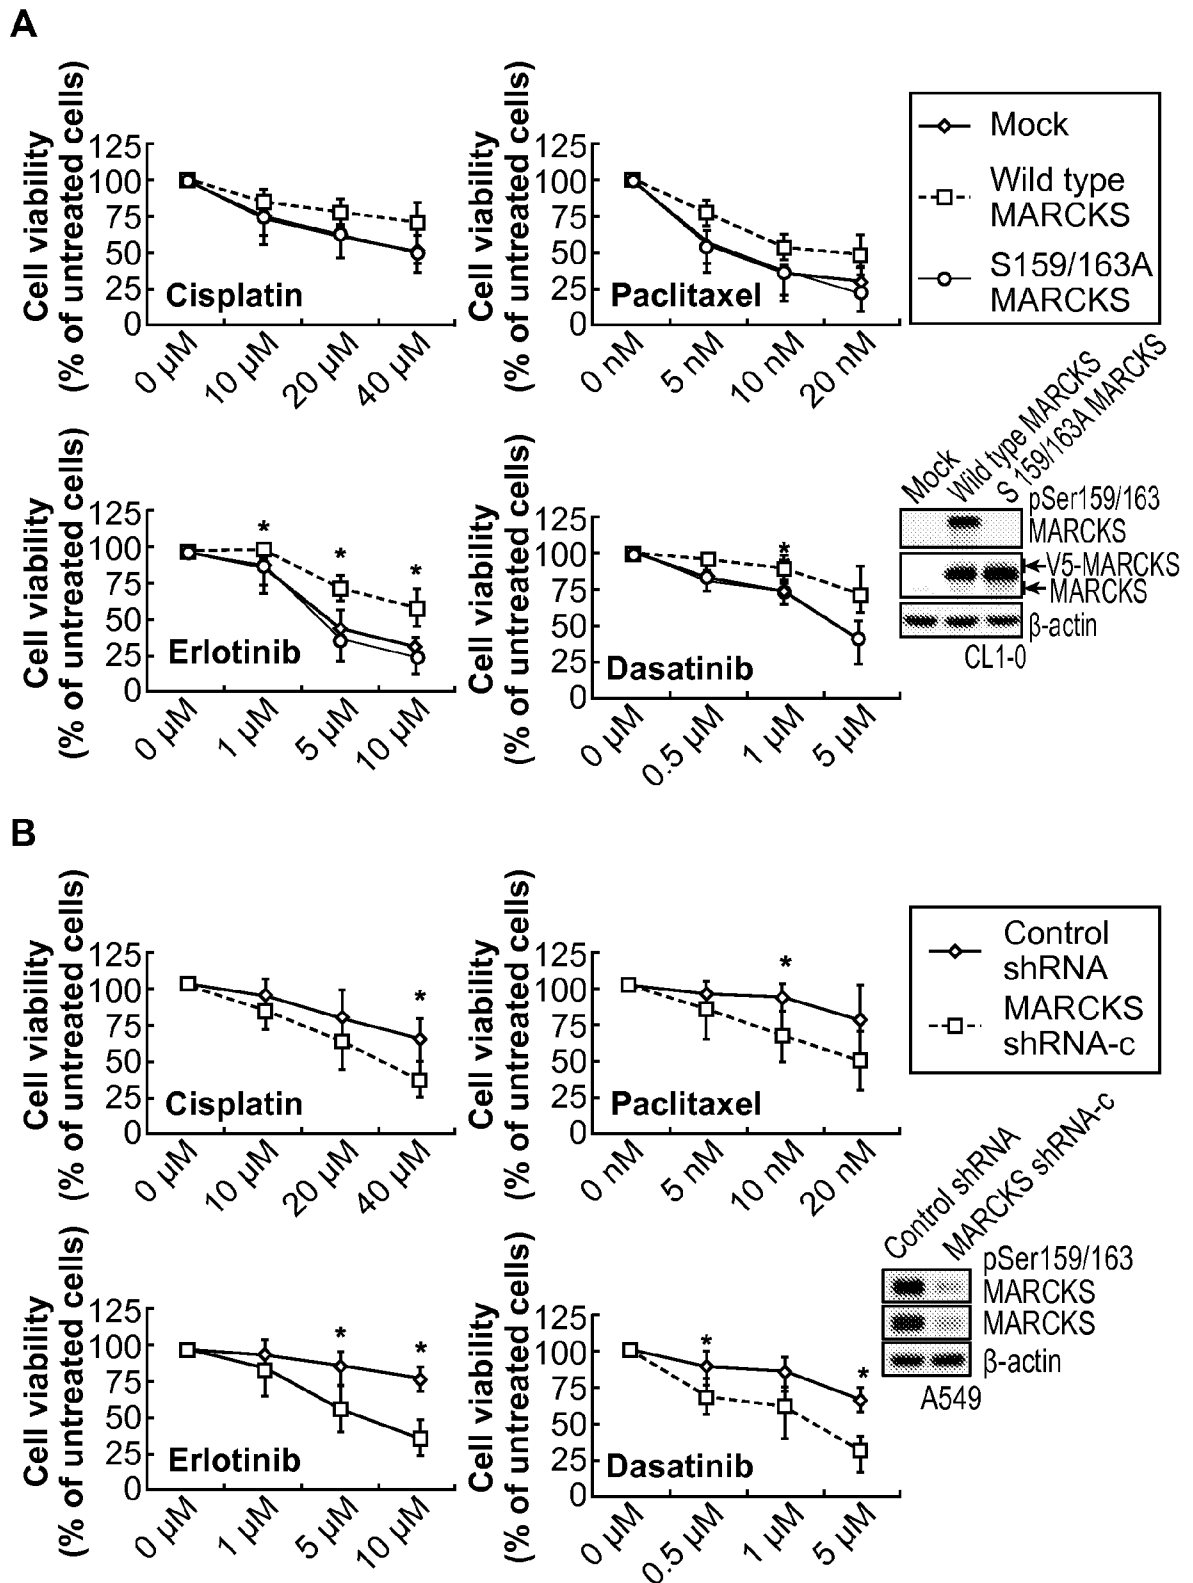 A
Cell viability
(% of untreated cells)
125
100
75
50
25
0
Cisplatin
0 µM
10 µM
20 µM
40 µM
Cell viability
(% of untreated cells)
125
100
75
50
25
0
Paclitaxel
0 nM
5 nM
10 nM
20 nM
Mock
Wild type
MARCKS
S159/163A
MARCKS
Cell viability
(% of untreated cells)
125
100
75
50
25
0
*
*
*
Erlotinib
0 µM
1 µM
5 µM
10 µM
Cell viability
(% of untreated cells)
125
100
75
50
25
0
*
Dasatinib
0 µM
0.5 µM
1 µM
5 µM
Mock
Wild type MARCKS
S 159/163A MARCKS
pSer159/163
MARCKS
V5-MARCKS
MARCKS
β-actin
CL1-0
B
Cell viability
(% of untreated cells)
125
100
75
50
25
0
*
Cisplatin
0 µM
10 µM
20 µM
40 µM
Cell viability
(% of untreated cells)
125
100
75
50
25
0
*
Paclitaxel
0 nM
5 nM
10 nM
20 nM
Control
shRNA
MARCKS
shRNA-c
Cell viability
(% of untreated cells)
125
100
75
50
25
0
*
*
Erlotinib
0 µM
1 µM
5 µM
10 µM
Cell viability
(% of untreated cells)
125
100
75
50
25
0
*
*
Dasatinib
0 µM
0.5 µM
1 µM
5 µM
Control shRNA
MARCKS shRNA-c
pSer159/163
MARCKS
MARCKS
β-actin
A549